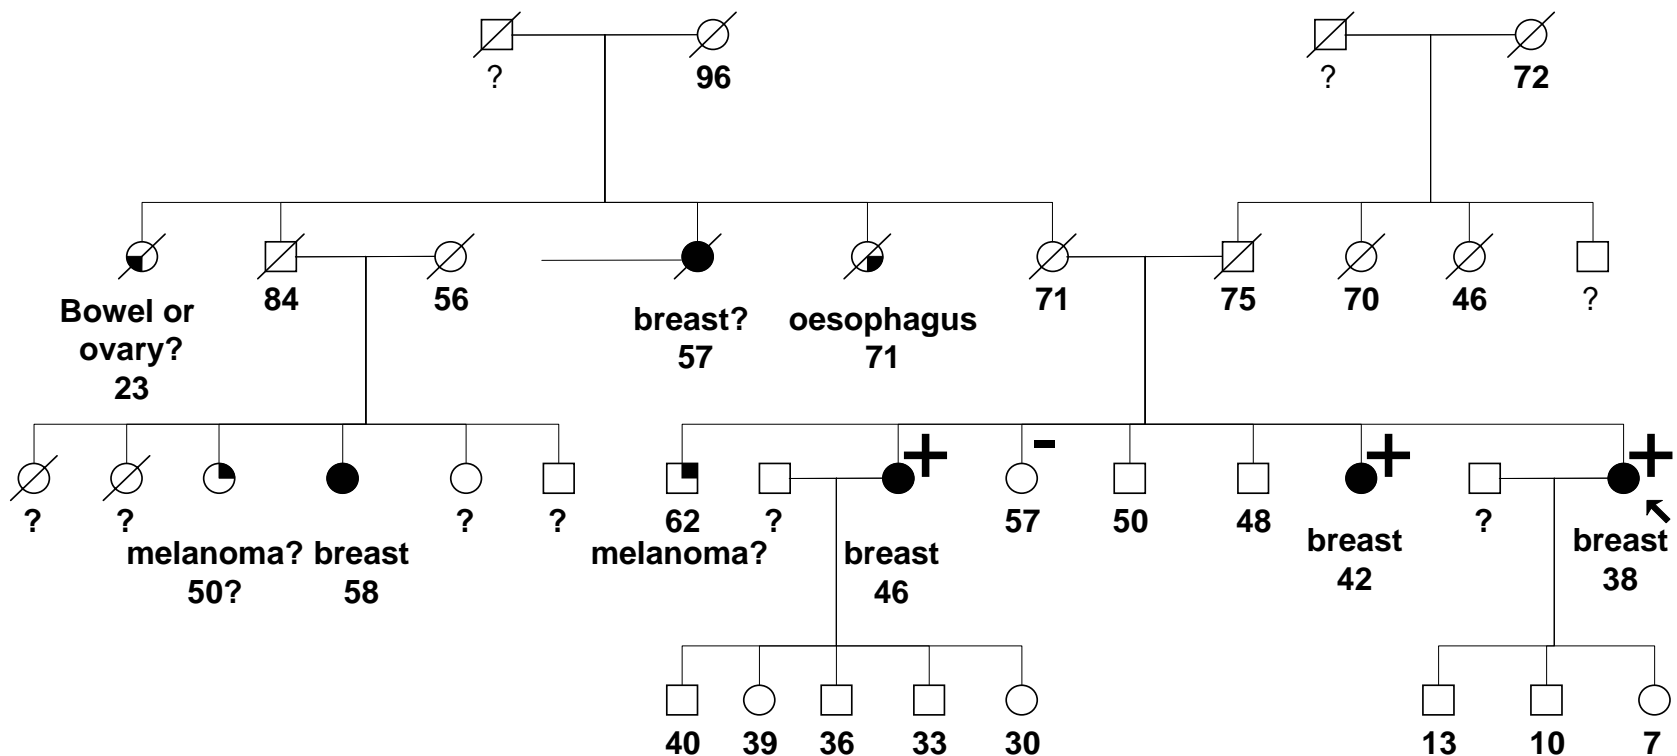 ? 96 ? 72
84 56 71 75 70 46 ?
Bowel or
ovary?
23
breast?
57
oesophagus
71
+ - + +
? ? ? ? 62 ? 57 50 48 ?
melanoma?
50?
breast
58
melanoma?
breast
46
breast
42
breast
38
40 39 36 33 30 13 10 7